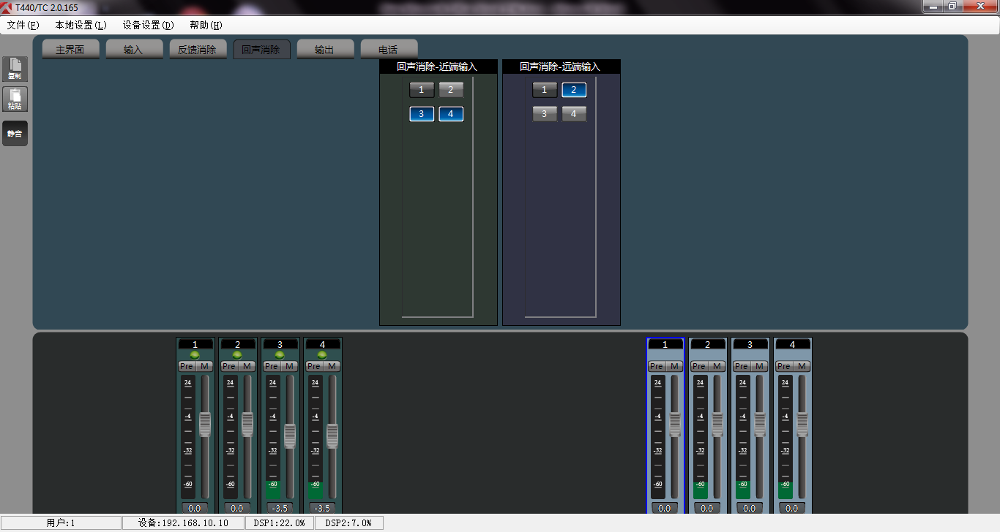 T440/TC 2.0.165
文件(F) 本地设置(L) 设备设置(D) 帮助(H)
主界面 输入 反馈消除 回声消除 输出 电话
复制
粘贴
静音
回声消除-近端输入 回声消除-远端输入
1 2 1 2
3 4 3 4
1 2 3 4 1 2 3 4
Pre M Pre M Pre M Pre M Pre M Pre M Pre M Pre M
24 24 24 24 24 24 24 24
-4 -4 -4 -4 -4 -4 -4 -4
-32 -32 -32 -32 -32 -32 -32 -32
-60 -60 -60 -60 -60 -60 -60 -60
0.0 0.0 -3.5 -3.5 0.0 0.0 0.0 0.0
用户:1 设备:192.168.10.10 DSP1:22.0% DSP2:7.0%